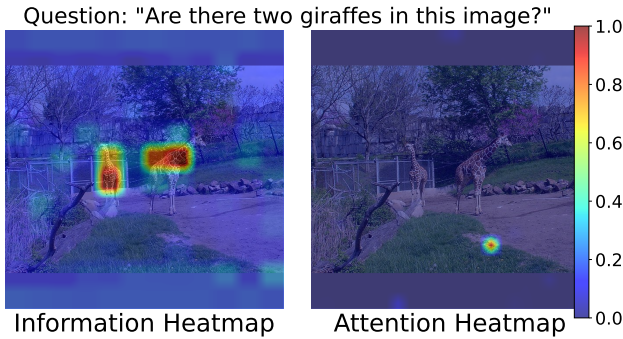 Question: "Are there two giraffes in this image?"
1.0
0.8
0.6
0.4
0.2
0.0
Information Heatmap
Attention Heatmap